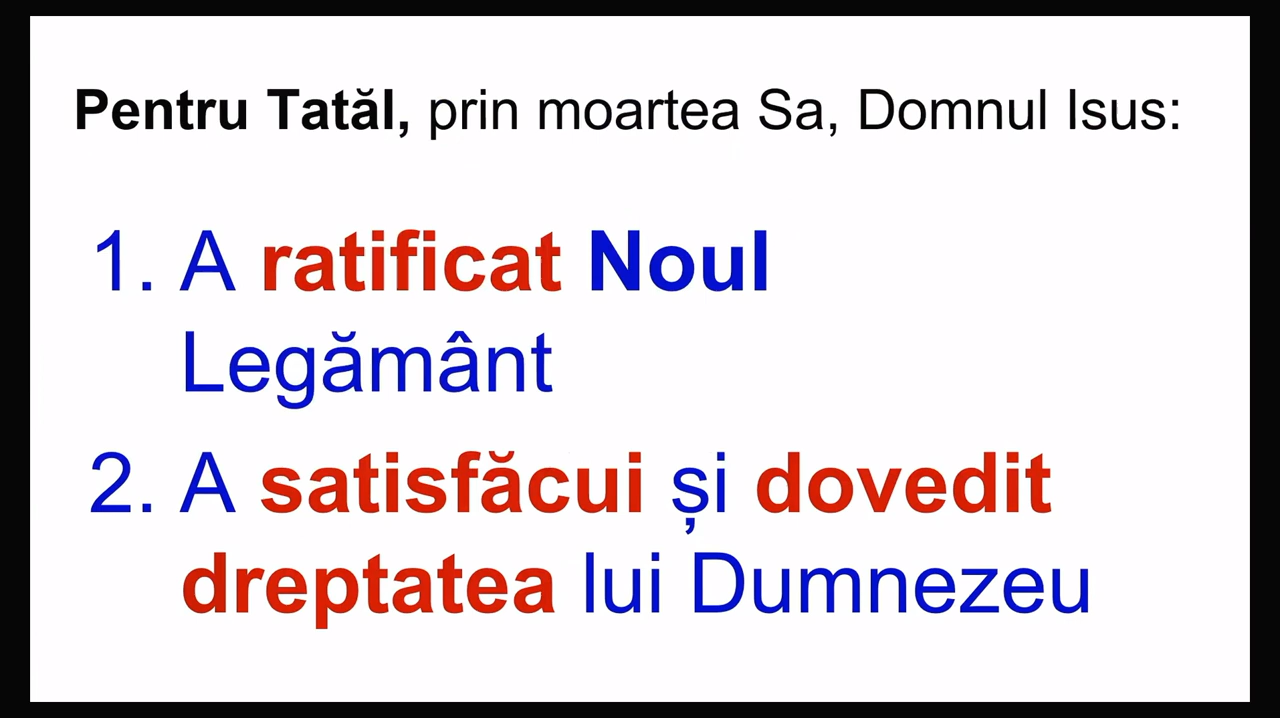 Pentru Tatăl, prin moartea Sa, Domnul Isus:
1. A ratificat Noul
Legământ
2. A satisfăcui și dovedit
dreptatea lui Dumnezeu